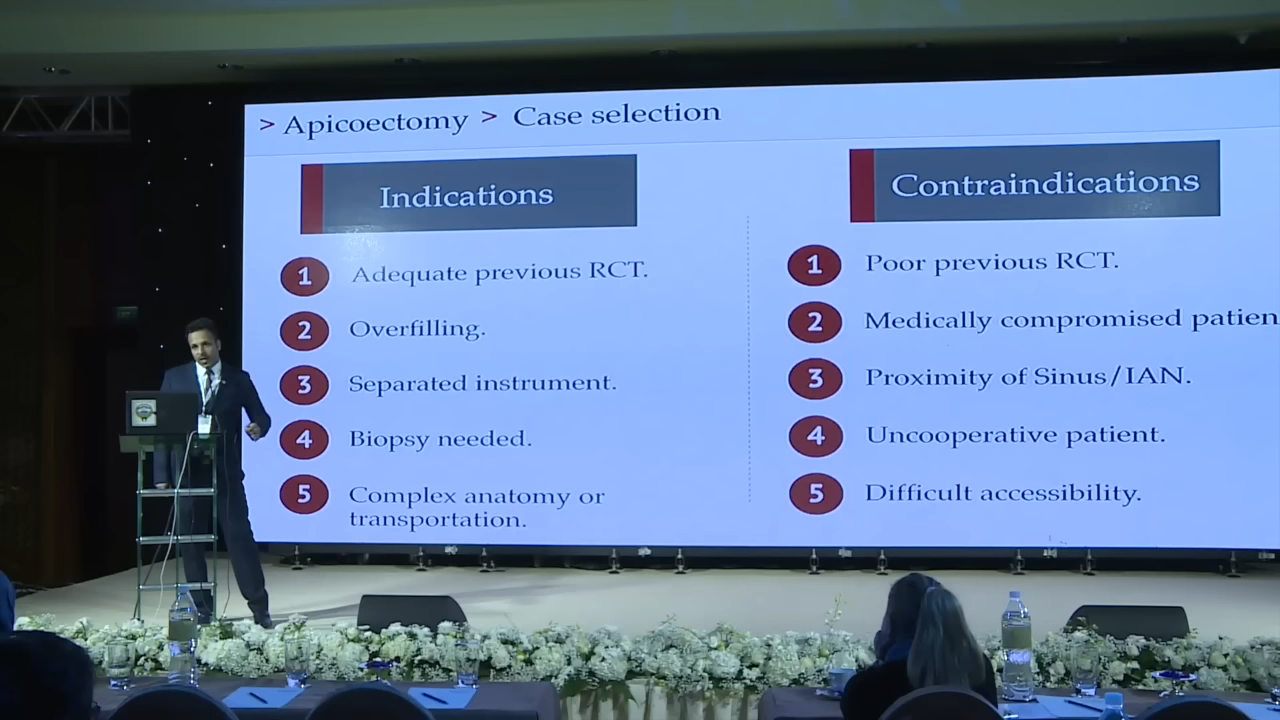 > Apicoectomy > Case selection
Indications
1 Adequate previous RCT.
2 Overfilling.
3 Separated instrument.
4 Biopsy needed.
5 Complex anatomy or
transportation.
Contraindications
1 Poor previous RCT.
2 Medically compromised patien
3 Proximity of Sinus/IAN.
4 Uncooperative patient.
5 Difficult accessibility.